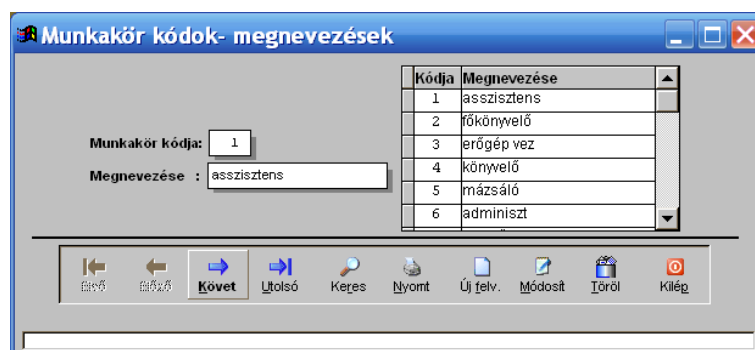 Munkakör kódok- megnevezések
Kódja Megnevezése
1 asszisztens
2 főkönyvelő
3 erőgép vez
4 könyvelő
5 mázsáló
6 adminiszt
Munkakör kódja: 1
Megnevezése : asszisztens
Első Előző Követ Utolsó Keres Nyomt Új felv. Módosít Töröl Kilép